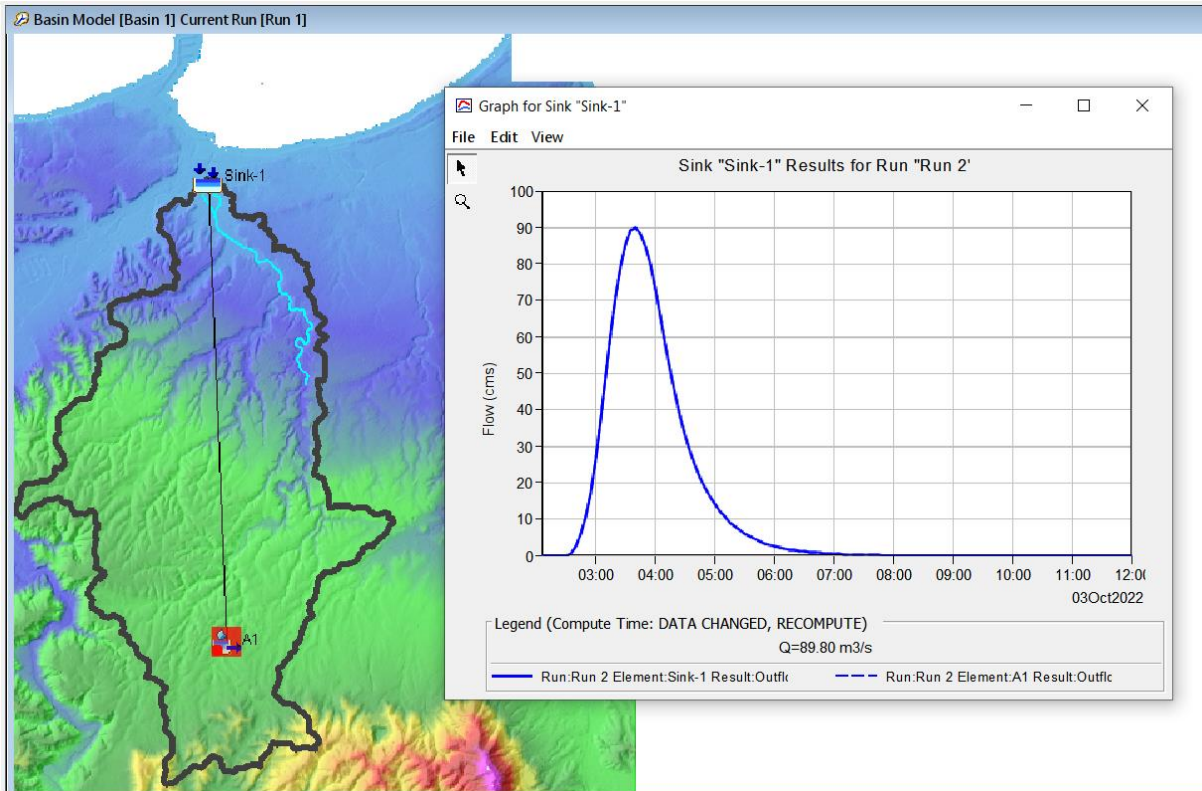 Basin Model [Basin 1] Current Run [Run 1]
Sink-1
A1
Graph for Sink "Sink-1"
File Edit View
Sink "Sink-1" Results for Run "Run 2'
Flow (cms)
100
90
80
70
60
50
40
30
20
10
0
03:00 04:00 05:00 06:00 07:00 08:00 09:00 10:00 11:00 12:0
03Oct2022
Legend (Compute Time: DATA CHANGED, RECOMPUTE)
Q=89.80 m3/s
Run:Run 2 Element:Sink-1 Result:Outflo Run:Run 2 Element:A1 Result:Outflo